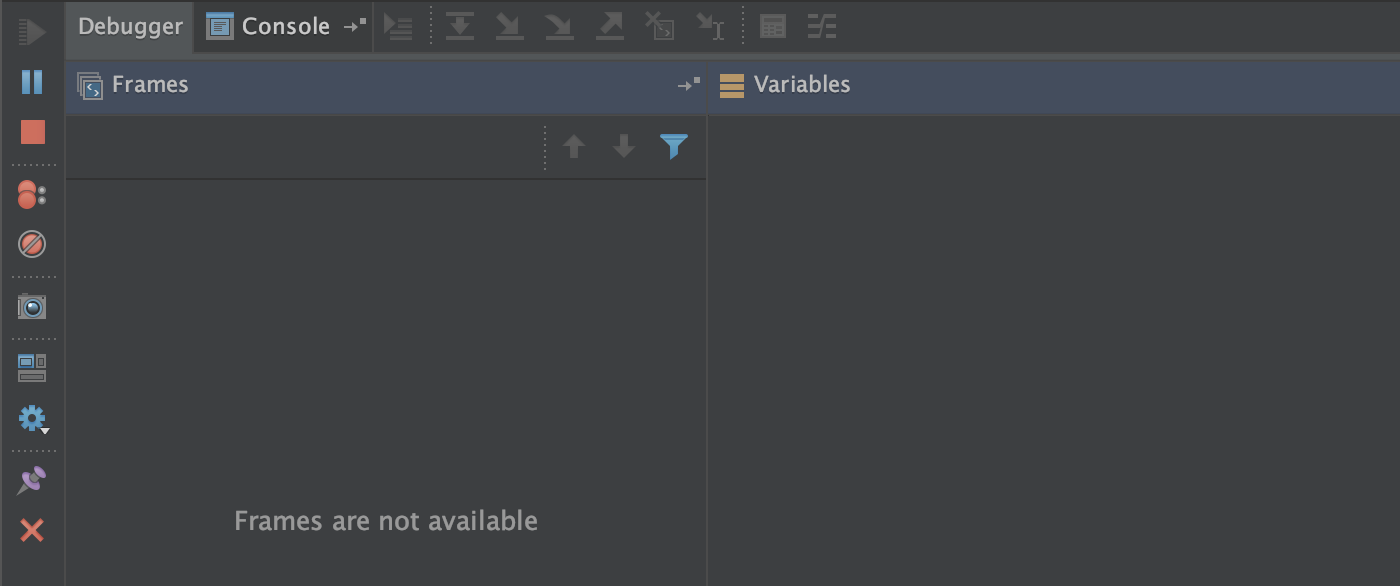 Debugger
Console
Frames
Variables
Frames are not available